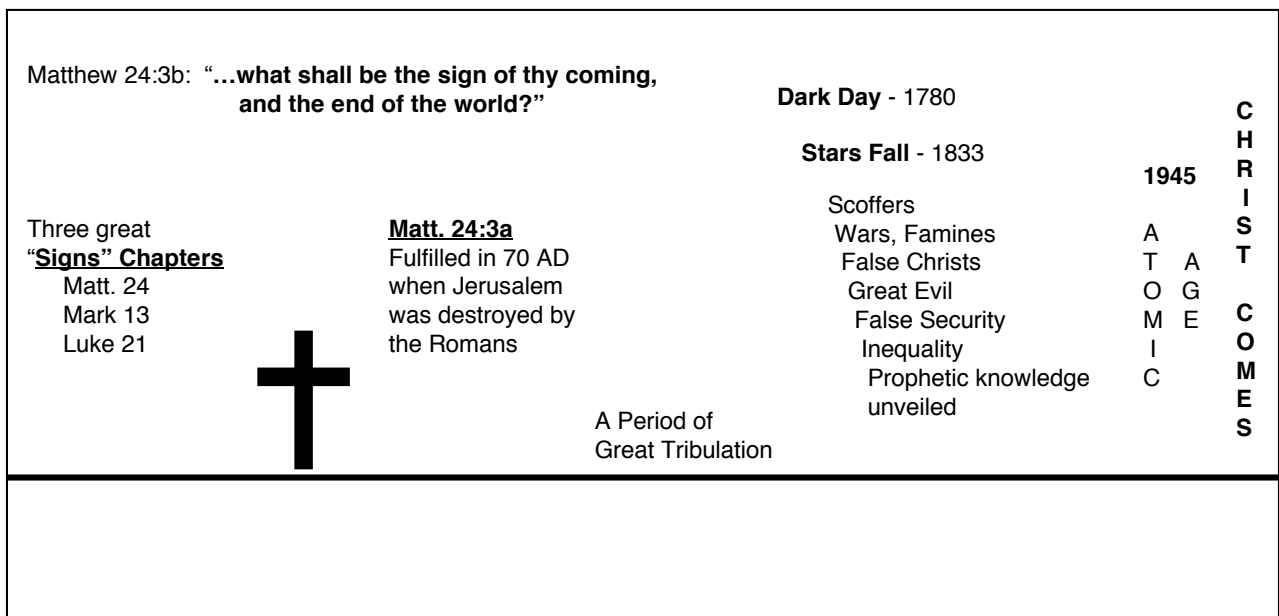 Matthew 24:3b: “…what shall be the sign of thy coming,
and the end of the world?”
Dark Day - 1780
Stars Fall - 1833
Three great
“Signs” Chapters
Matt. 24
Mark 13
Luke 21
Matt. 24:3a
Fulfilled in 70 AD
when Jerusalem
was destroyed by
the Romans
A Period of
Great Tribulation
Scoffers
Wars, Famines
False Christs
Great Evil
False Security
Inequality
Prophetic knowledge
unveiled
1945
ATOMIC
AGE
CHRIST COMES